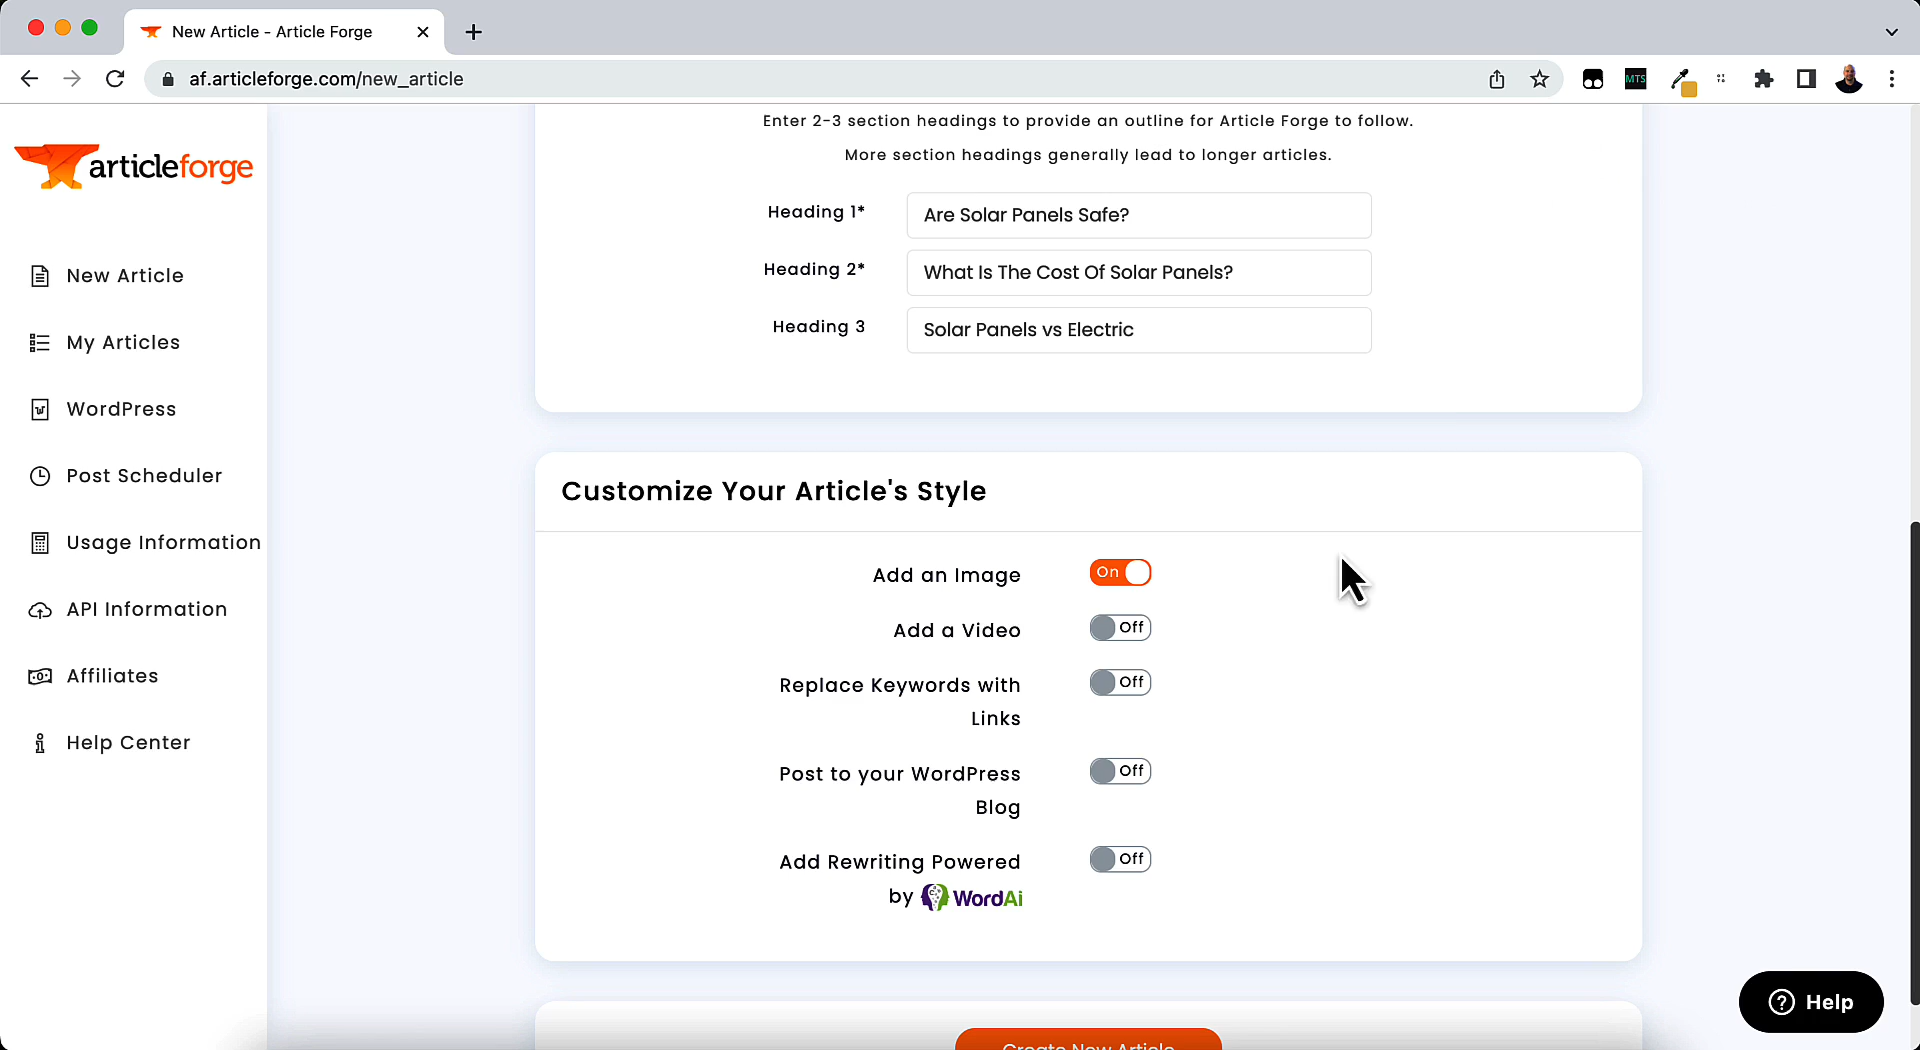 New Article - Article Forge
af.articleforge.com/new_article
MTS
articleforge
New Article
My Articles
WordPress
Post Scheduler
Usage Information
API Information
Affiliates
Help Center
Enter 2-3 section headings to provide an outline for Article Forge to follow.
More section headings generally lead to longer articles.
Heading 1* Are Solar Panels Safe?
Heading 2* What Is The Cost Of Solar Panels?
Heading 3 Solar Panels vs Electric
Customize Your Article's Style
Add an Image On
Add a Video Off
Replace Keywords with Off
Links
Post to your WordPress Off
Blog
Add Rewriting Powered Off
by WordAi
Create New Article
Help